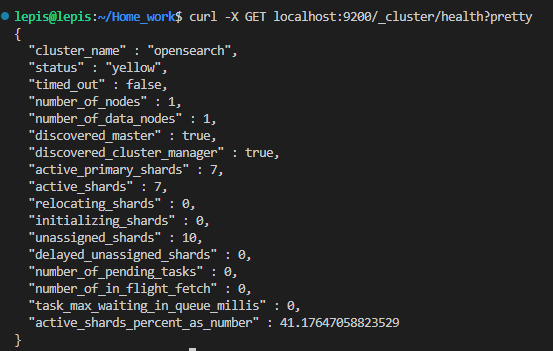 lepis@lepis:~/Home_work$ curl -X GET localhost:9200/_cluster/health?pretty
{
  "cluster_name" : "opensearch",
  "status" : "yellow",
  "timed_out" : false,
  "number_of_nodes" : 1,
  "number_of_data_nodes" : 1,
  "discovered_master" : true,
  "discovered_cluster_manager" : true,
  "active_primary_shards" : 7,
  "active_shards" : 7,
  "relocating_shards" : 0,
  "initializing_shards" : 0,
  "unassigned_shards" : 10,
  "delayed_unassigned_shards" : 0,
  "number_of_pending_tasks" : 0,
  "number_of_in_flight_fetch" : 0,
  "task_max_waiting_in_queue_millis" : 0,
  "active_shards_percent_as_number" : 41.17647058823529
}